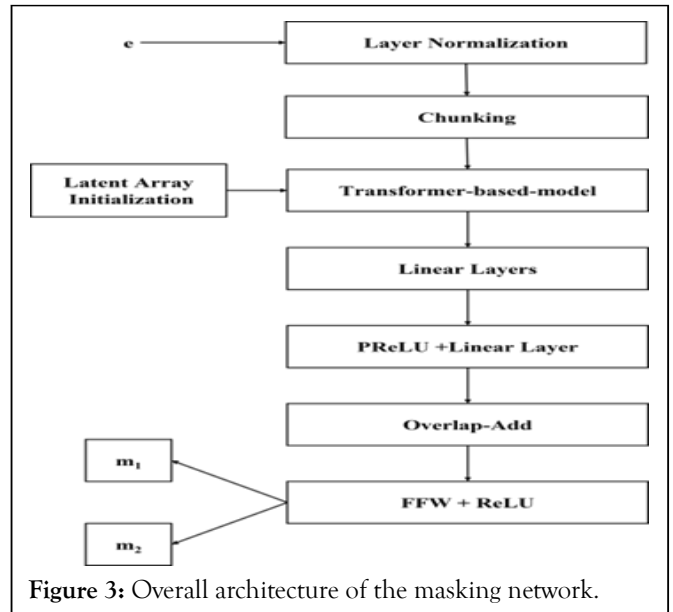 e
Layer Normalization
Chunking
Latent Array
Initialization
Transformer-based-model
Linear Layers
PReLU +Linear Layer
Overlap-Add
m₁
FFW + ReLU
m₂
Figure 3: Overall architecture of the masking network.